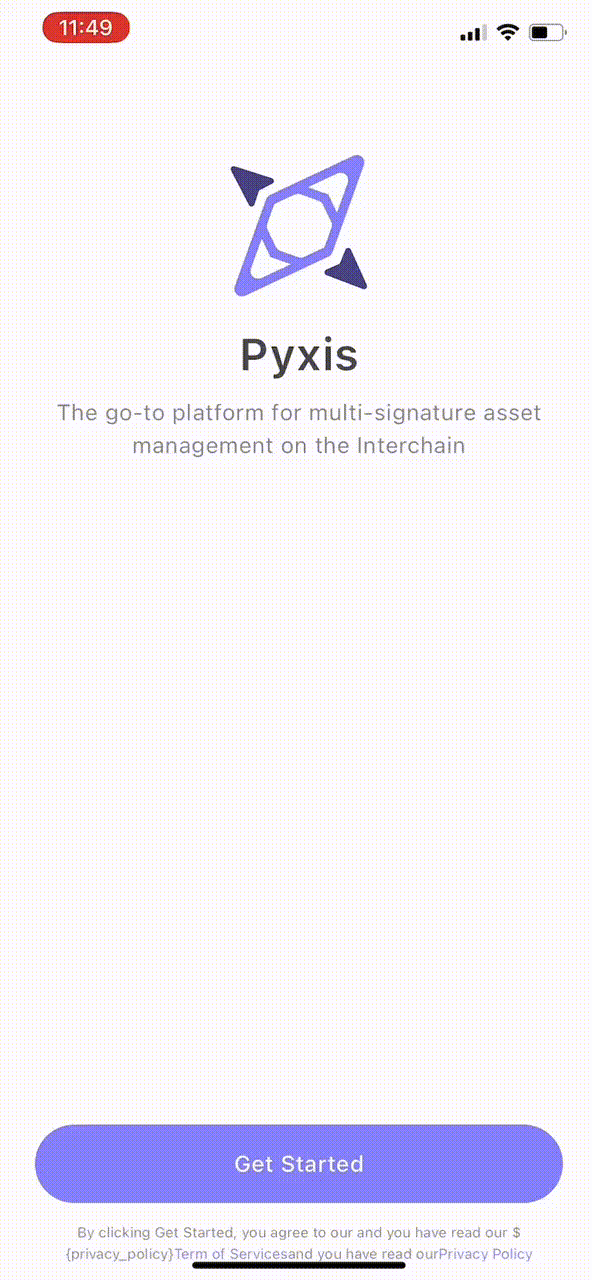 11:49
Pyxis
The go-to platform for multi-signature asset
management on the Interchain
Get Started
By clicking Get Started, you agree to our and you have read our $
{privacy_policy}Term of Servicesand you have read ourPrivacy Policy